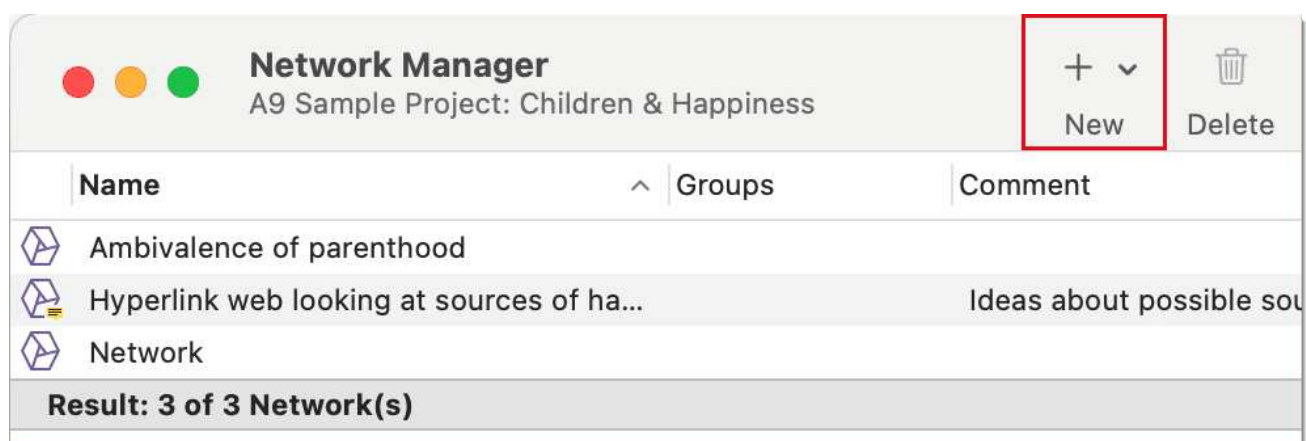 Network Manager
A9 Sample Project: Children & Happiness
New Delete
Name Groups Comment
Ambivalence of parenthood
Hyperlink web looking at sources of ha... Ideas about possible
Network
Result: 3 of 3 Network(s)